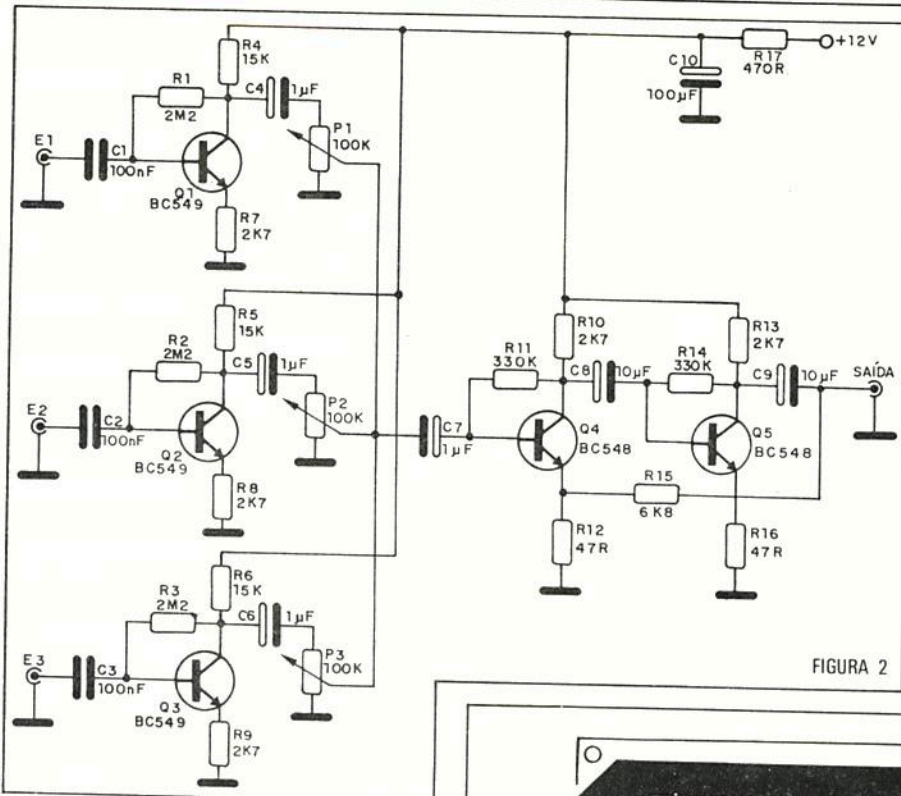 R4
15K
R1
2M2
C4
1µF
P1
100K
E1
C1
100nF
Q1
BC549
R7
2K7
R5
15K
R2
2M2
C5
1µF
P2
100K
E2
C2
100nF
Q2
BC549
R8
2K7
R6
15K
R3
2M2
C6
1µF
P3
100K
E3
C3
100nF
Q3
BC549
R9
2K7
C10
100µF
R17
470R
+12V
R10
2K7
R11
330K
C8
10µF
R14
330K
R13
2K7
C9
10µF
SAÍDA
C7
1µF
Q4
BC548
Q5
BC548
R15
6K8
R12
47R
R16
47R
FIGURA 2